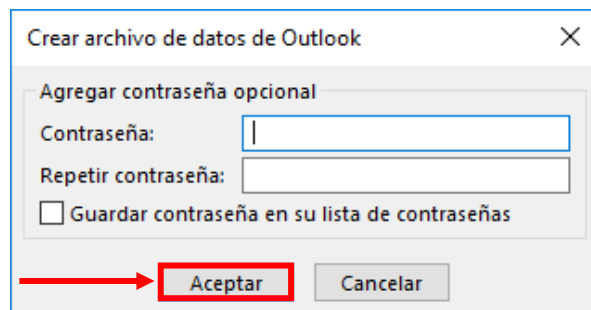 Crear archivo de datos de Outlook
Agregar contraseña opcional
Contraseña:
Repetir contraseña:
Guardar contraseña en su lista de contraseñas
Aceptar Cancelar